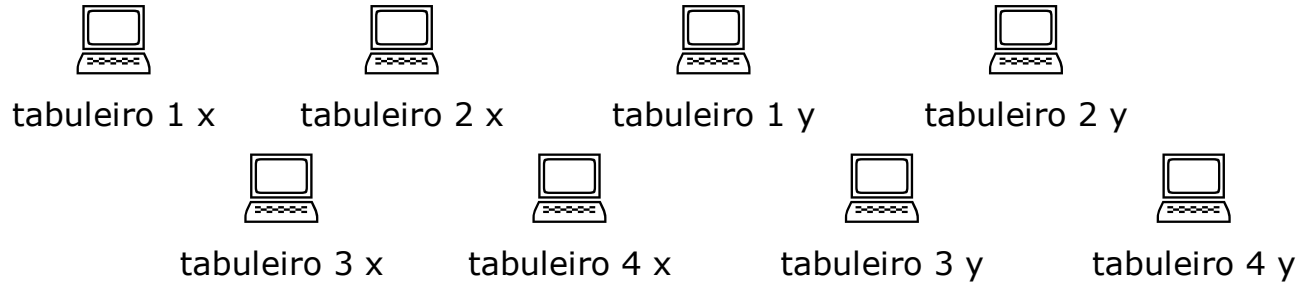 tabuleiro 1 x tabuleiro 2 x tabuleiro 1 y tabuleiro 2 y
tabuleiro 3 x tabuleiro 4 x tabuleiro 3 y tabuleiro 4 y